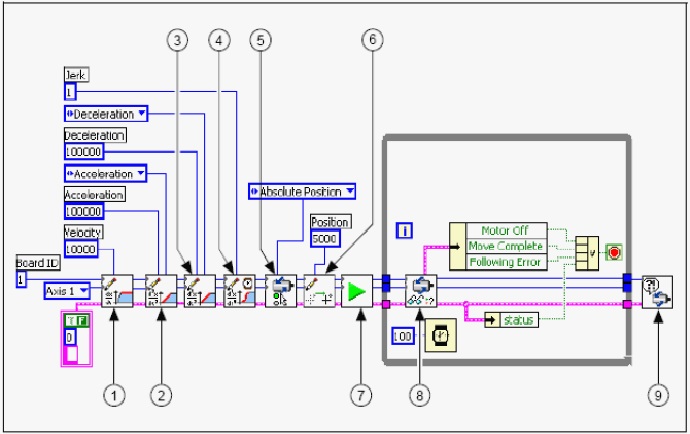 3
4
5
6
Jerk
1
Deceleration
Deceleration
100000
Acceleration
Absolute Position
Acceleration
100000
Position
5000
Velocity
10000
i
Motor Off
Move Complete
Following Error
Board ID
1
Axis 1
T F
0
status
100
1
2
7
8
9